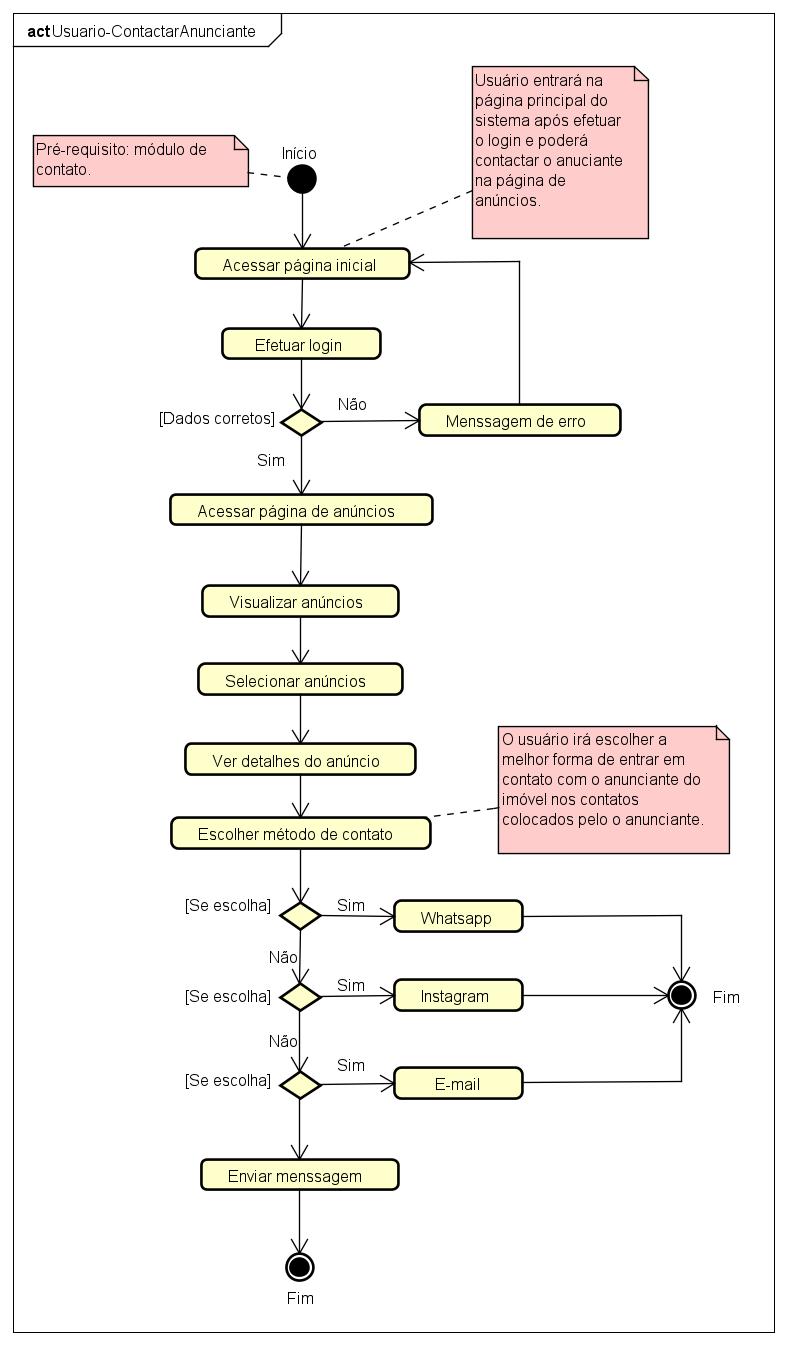 act Usuario-ContactarAnunciante
Usuário entrará na
página principal do
sistema após efetuar
o login e poderá
contactar o anuciante
na página de
anúncios.
Pré-requisito: módulo de
contato.
Início
Acessar página inicial
Efetuar login
[Dados corretos]
Não
Menssagem de erro
Sim
Acessar página de anúncios
Visualizar anúncios
Selecionar anúncios
Ver detalhes do anúncio
O usuário irá escolher a
melhor forma de entrar em
contato com o anunciante do
imóvel nos contatos
colocados pelo o anunciante.
Escolher método de contato
[Se escolha]
Sim
Whatsapp
Não
[Se escolha]
Sim
Instagram
Fim
Não
[Se escolha]
Sim
E-mail
Enviar menssagem
Fim